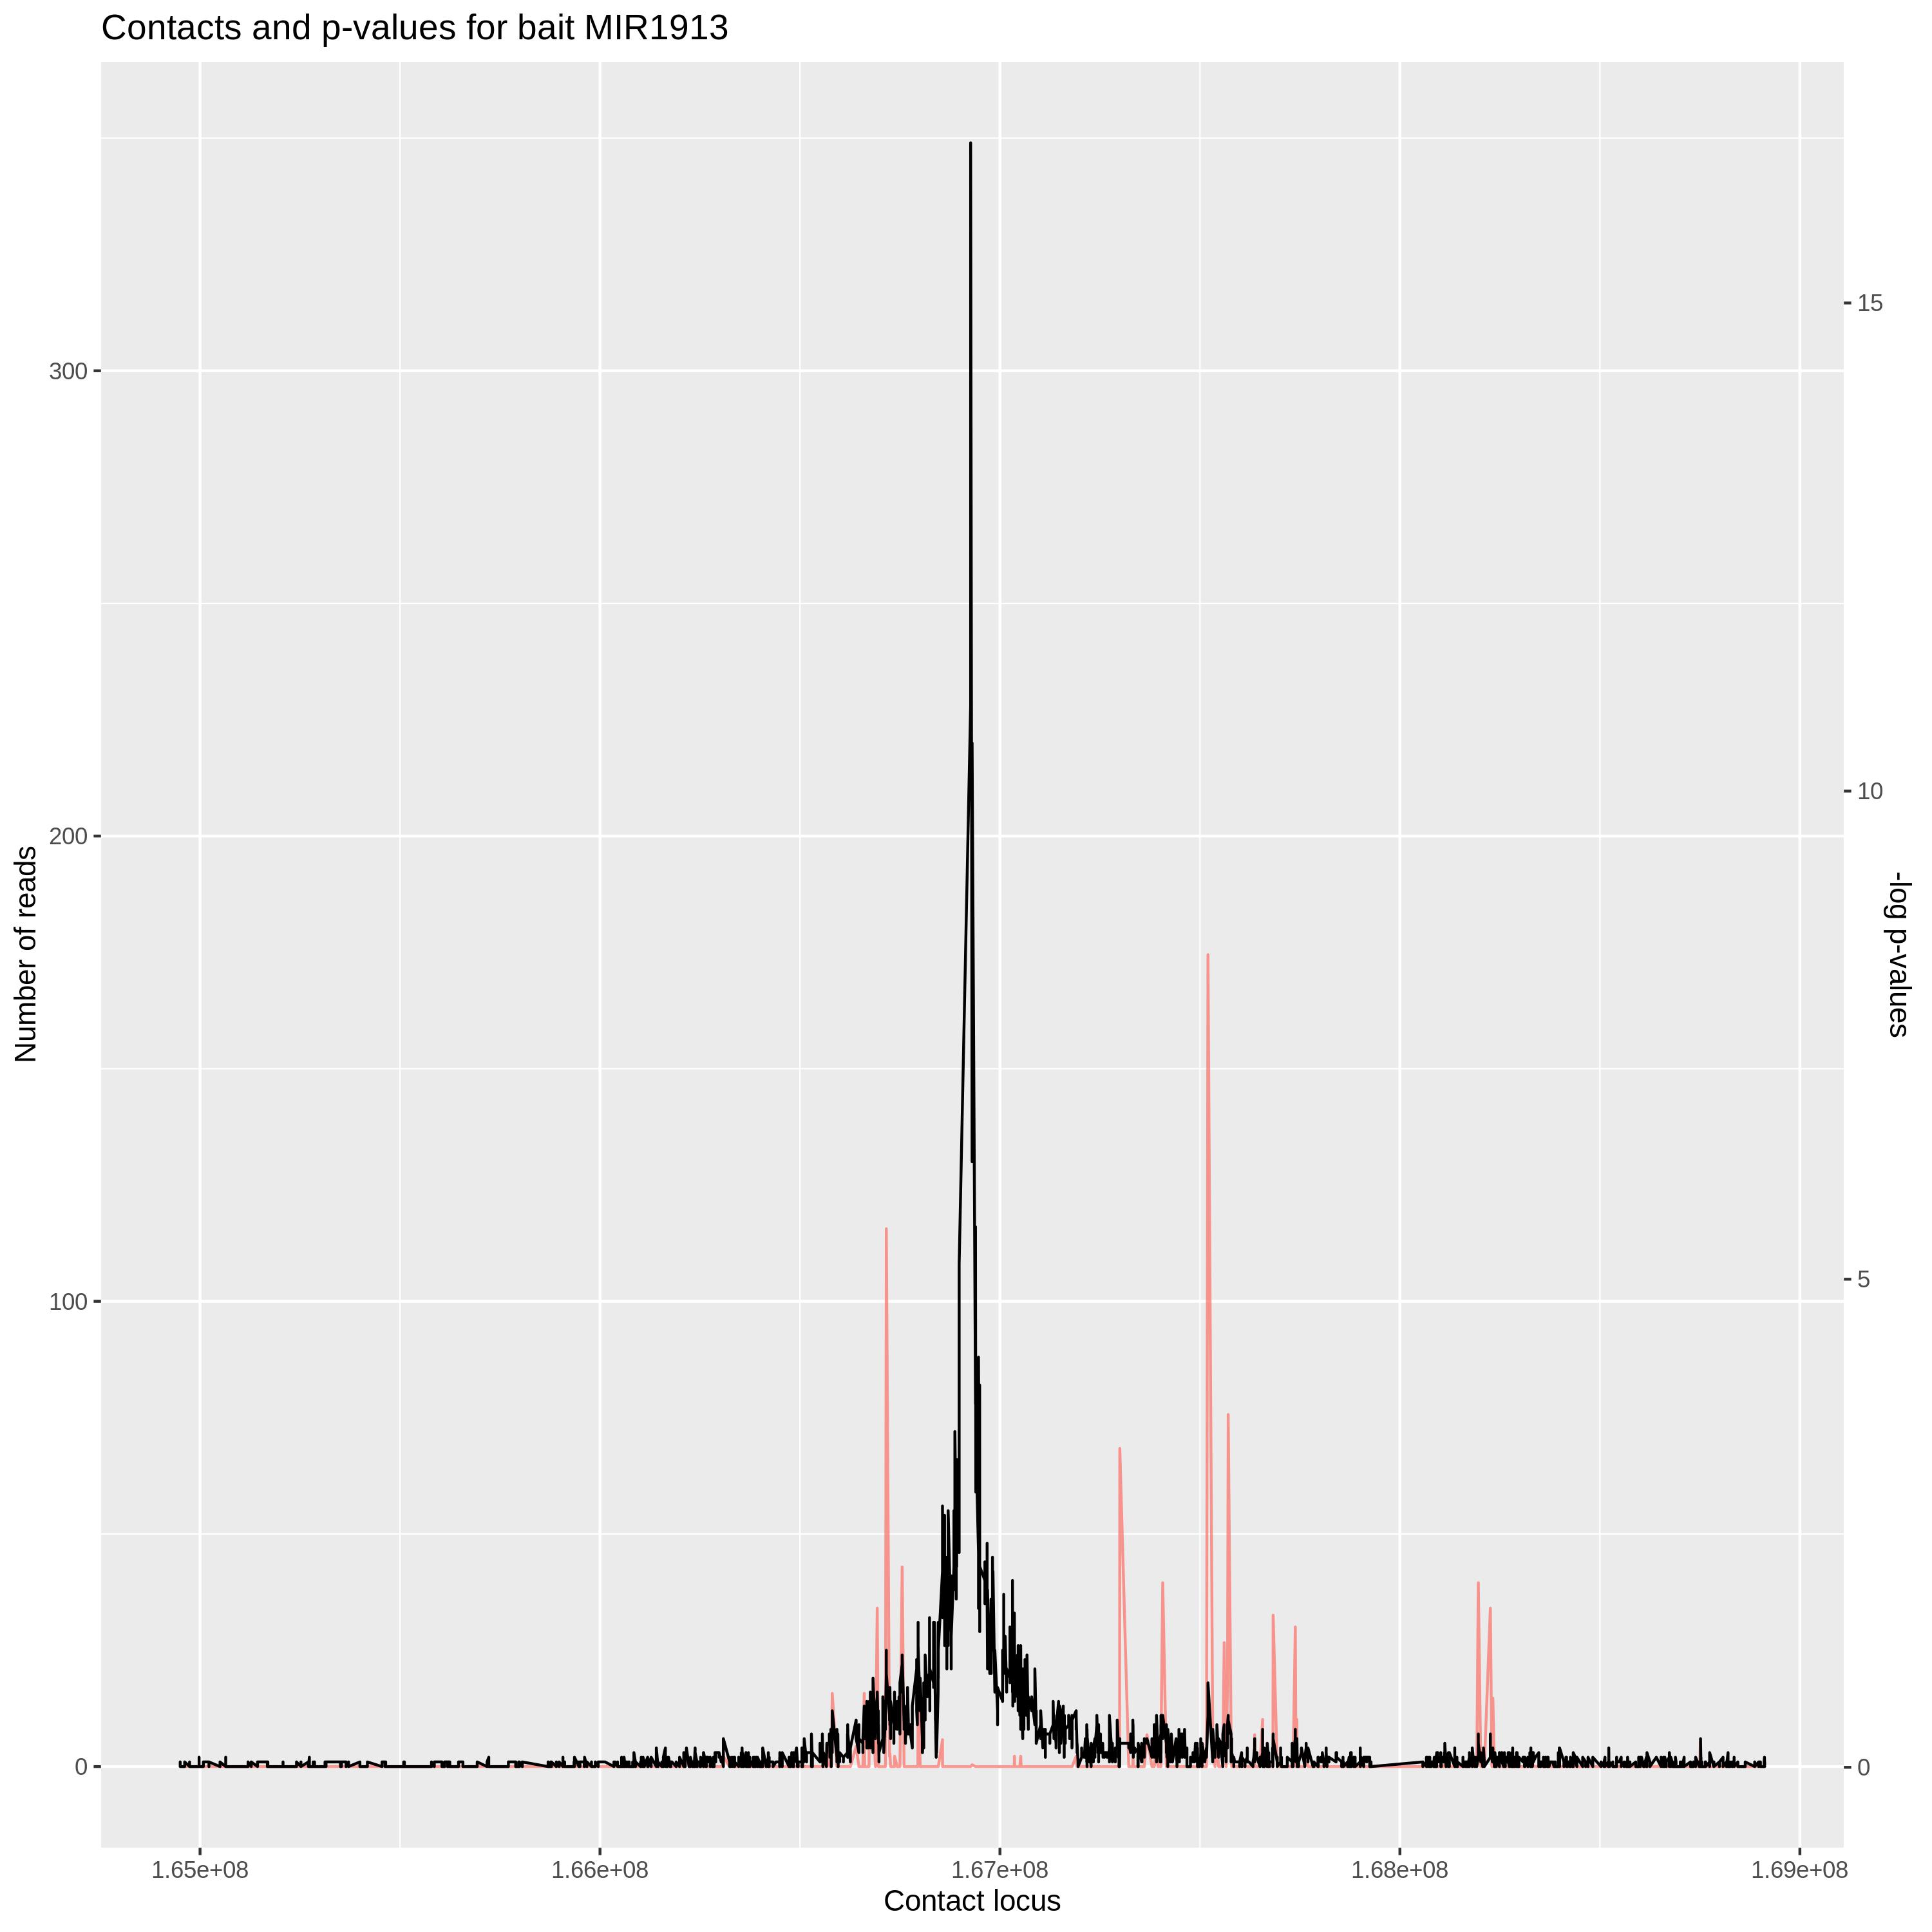 Contacts and p-values for bait MIR1913
Number of reads
300
200
100
0
15
10
5
0
-log p-values
1.65e+08 1.66e+08 1.67e+08 1.68e+08 1.69e+08
Contact locus